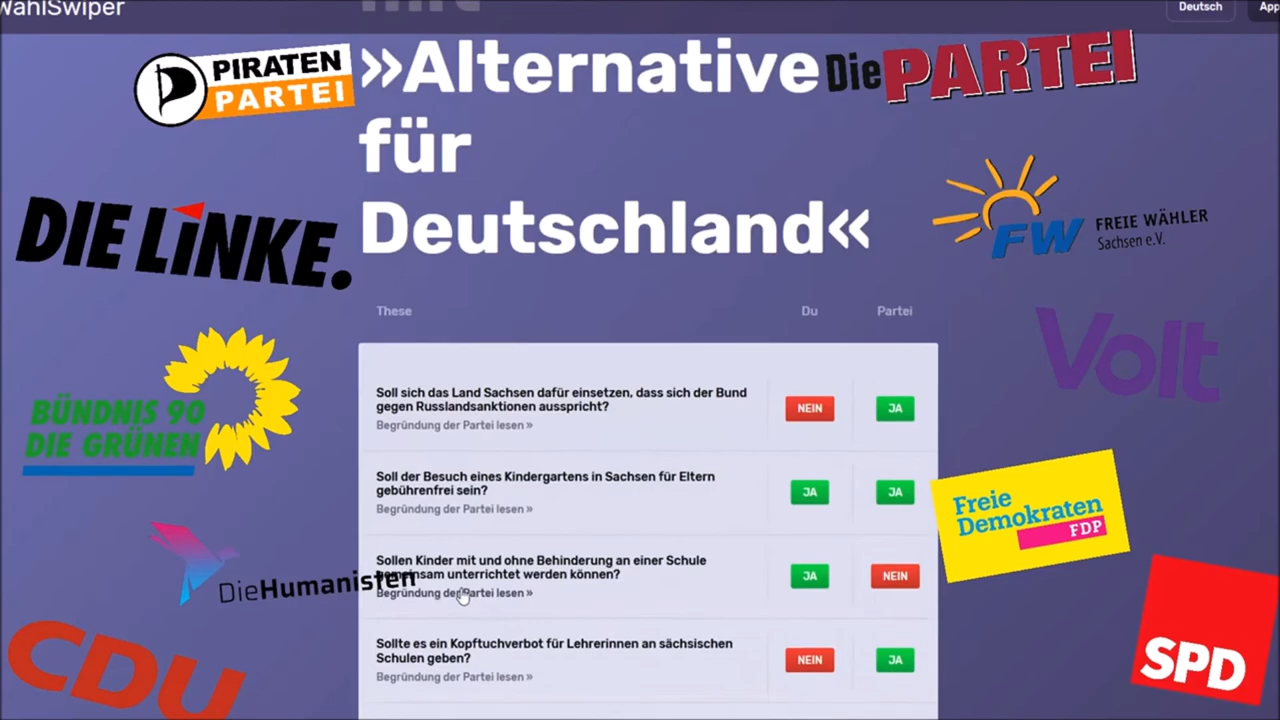 WahlSwiper
Deutsch
App
»Alternative
für
Deutschland«
PIRATEN
PARTEI
Die PARTEI
DIE LINKE.
FW FREIE WÄHLER
Sachsen e.V.
These Du Partei
Soll sich das Land Sachsen dafür einsetzen, dass sich der Bund
gegen Russlandsanktionen ausspricht?
NEIN JA
Begründung der Partei lesen »
BÜNDNIS 90
DIE GRÜNEN
Volt
Soll der Besuch eines Kindergartens in Sachsen für Eltern
gebührenfrei sein?
JA JA
Begründung der Partei lesen »
Freie
Demokraten
FDP
Sollen Kinder mit und ohne Behinderung an einer Schule
gemeinsam unterrichtet werden können?
JA NEIN
Begründung der Partei lesen »
DieHumanisten
Sollte es ein Kopftuchverbot für Lehrerinnen an sächsischen
Schulen geben?
NEIN JA
Begründung der Partei lesen »
CDU
SPD